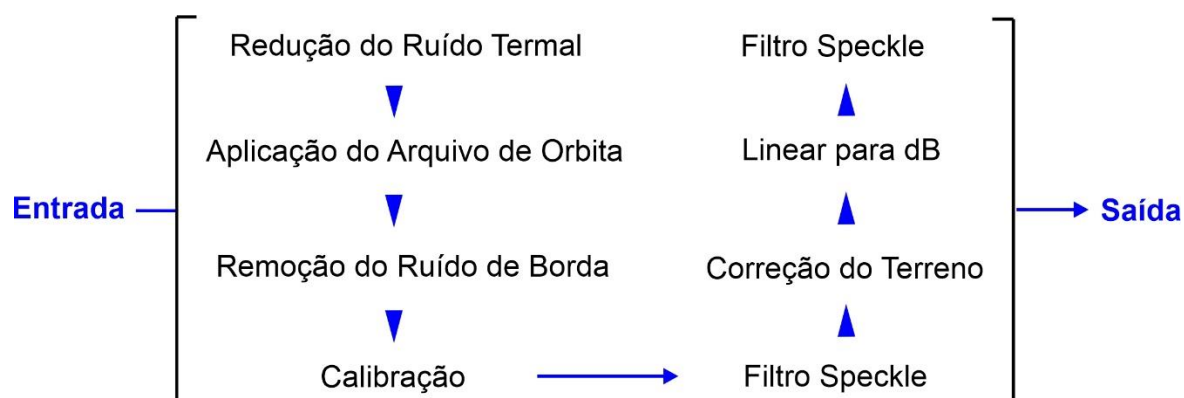 Entrada
Redução do Ruído Termal
Aplicação do Arquivo de Orbita
Remoção do Ruído de Borda
Calibração
Filtro Speckle
Correção do Terreno
Linear para dB
Filtro Speckle
Saída